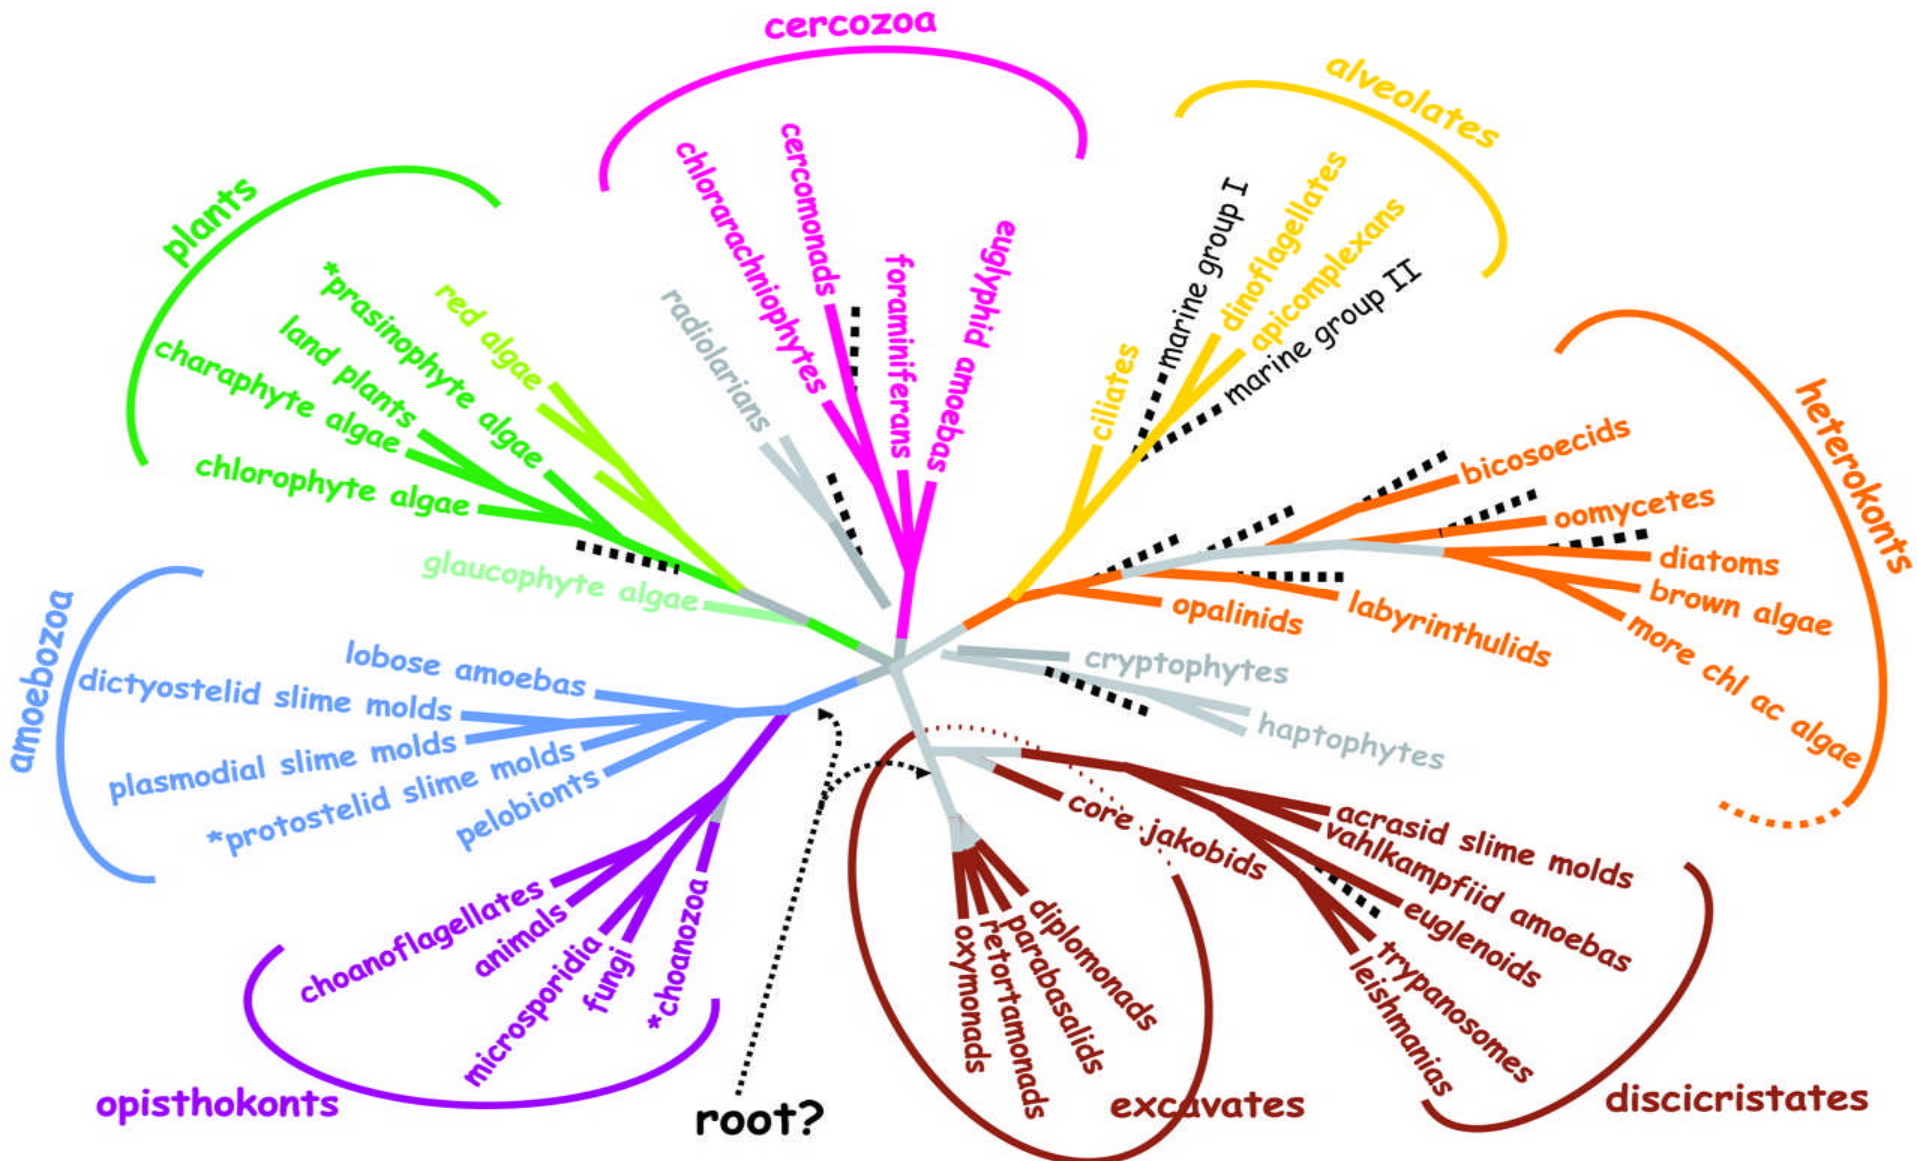 cercozoa
alveolates
plants
heterokonts
amoebozoa
opisthokonts
root?
excavates
discicristates
chlorarachniophytes
cercomonads
foraminiferans
euglyphid amoebas
radiolarians
ciliates
marine group I
dinoflagellates
apicomplexans
marine group II
bicosoecids
oomycetes
diatoms
brown algae
more chl ac algae
labyrinthulids
opalinids
cryptophytes
haptophytes
red algae
*prasinophyte algae
land plants
charaphyte algae
chlorophyte algae
glaucophyte algae
lobose amoebas
dictyostelid slime molds
plasmodial slime molds
*protostelid slime molds
pelobionts
choanoflagellates
animals
microsporidia
fungi
*choanozoa
oxymonads
retortamonads
parabasalids
diplomonads
core jakobids
acrasid slime molds
vahlkampfiid amoebas
euglenoids
trypanosomes
leishmanias